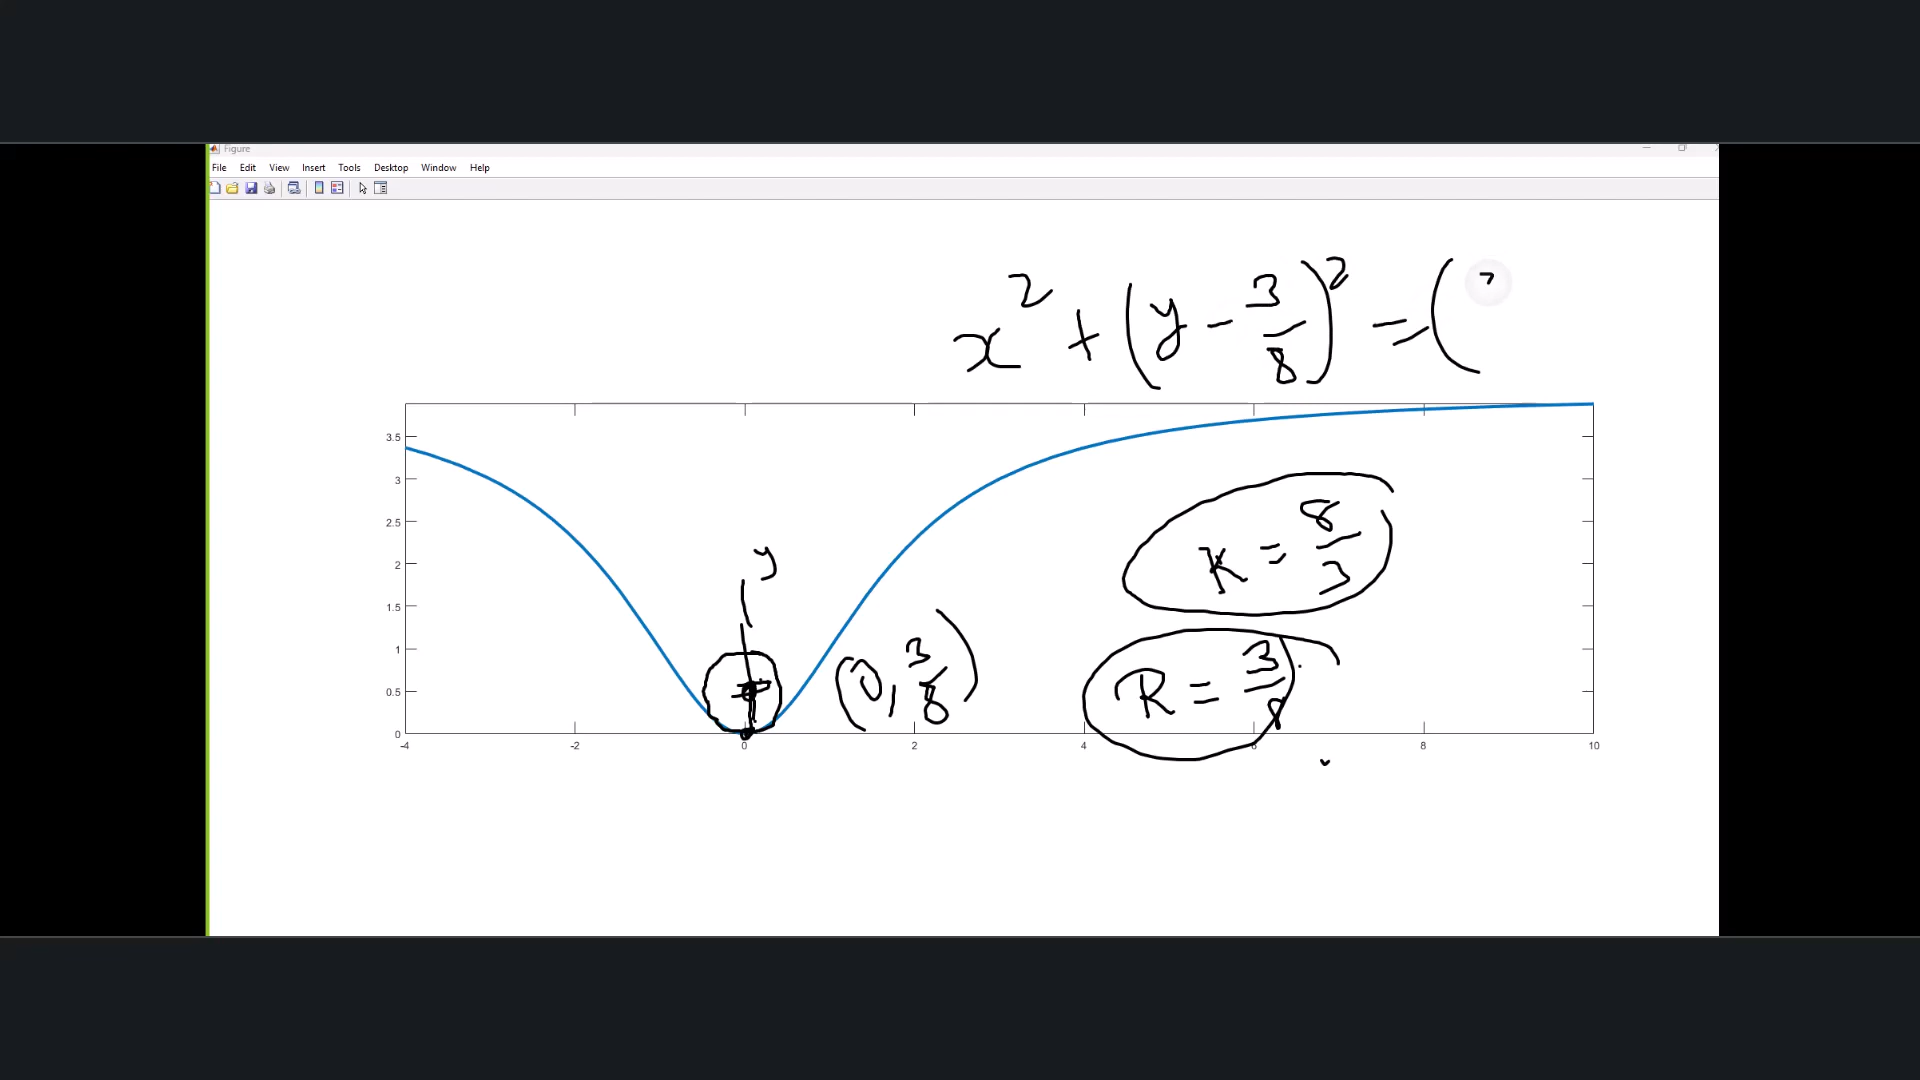 Figure
File Edit View Insert Tools Desktop Window Help
x² + (y - 3/8)² = (
3.5
3
2.5
2
1.5
1
0.5
0
-4 -2 0 2 4 6 8 10
y
(0, 3/8)
K = 8/3
R = 3/8